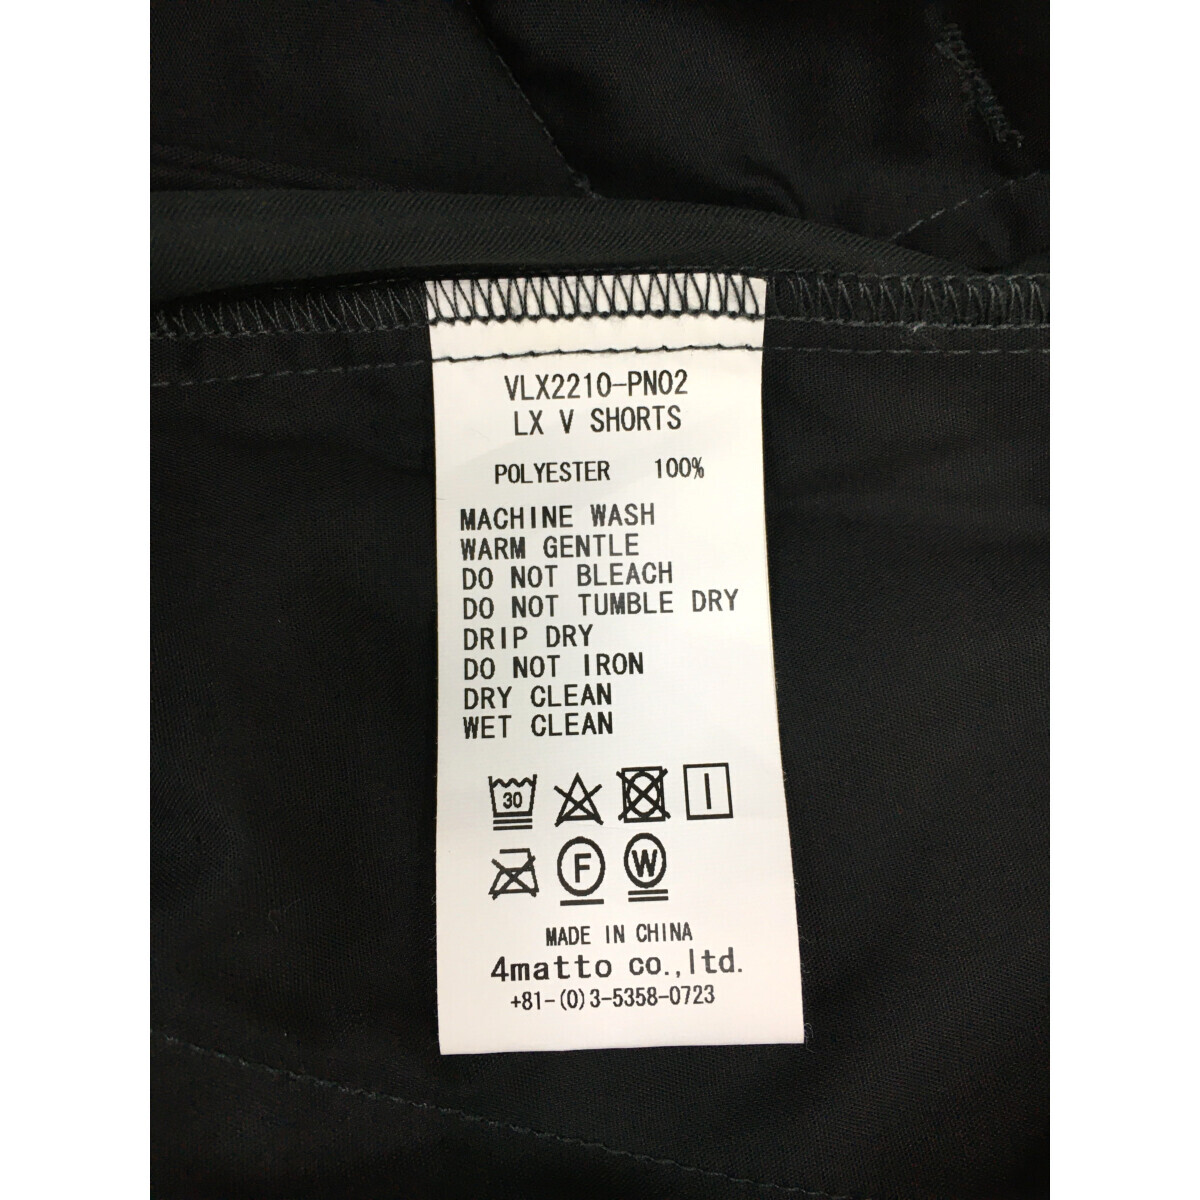 VLX2210-PN02
LX V SHORTS
POLYESTER 100%
MACHINE WASH
WARM GENTLE
DO NOT BLEACH
DO NOT TUMBLE DRY
DRIP DRY
DO NOT IRON
DRY CLEAN
WET CLEAN
30
F W
MADE IN CHINA
4matto co.,ltd.
+81-(0)3-5358-0723